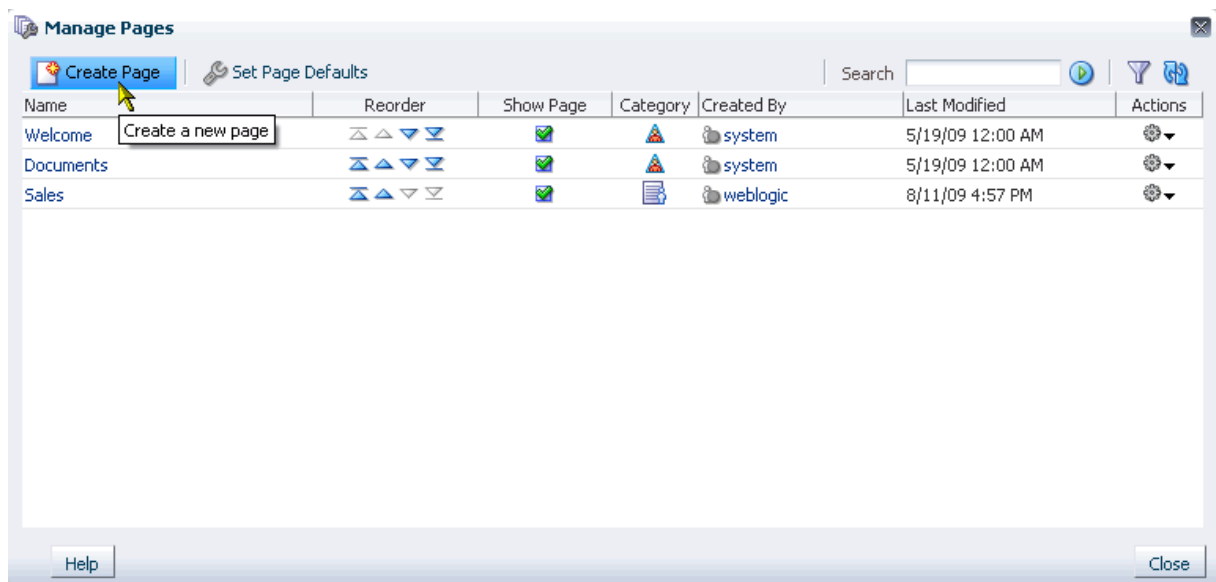 Manage Pages
Create Page Set Page Defaults Search
Name Reorder Show Page Category Created By Last Modified Actions
Create a new page
Welcome system 5/19/09 12:00 AM
Documents system 5/19/09 12:00 AM
Sales weblogic 8/11/09 4:57 PM
Help Close